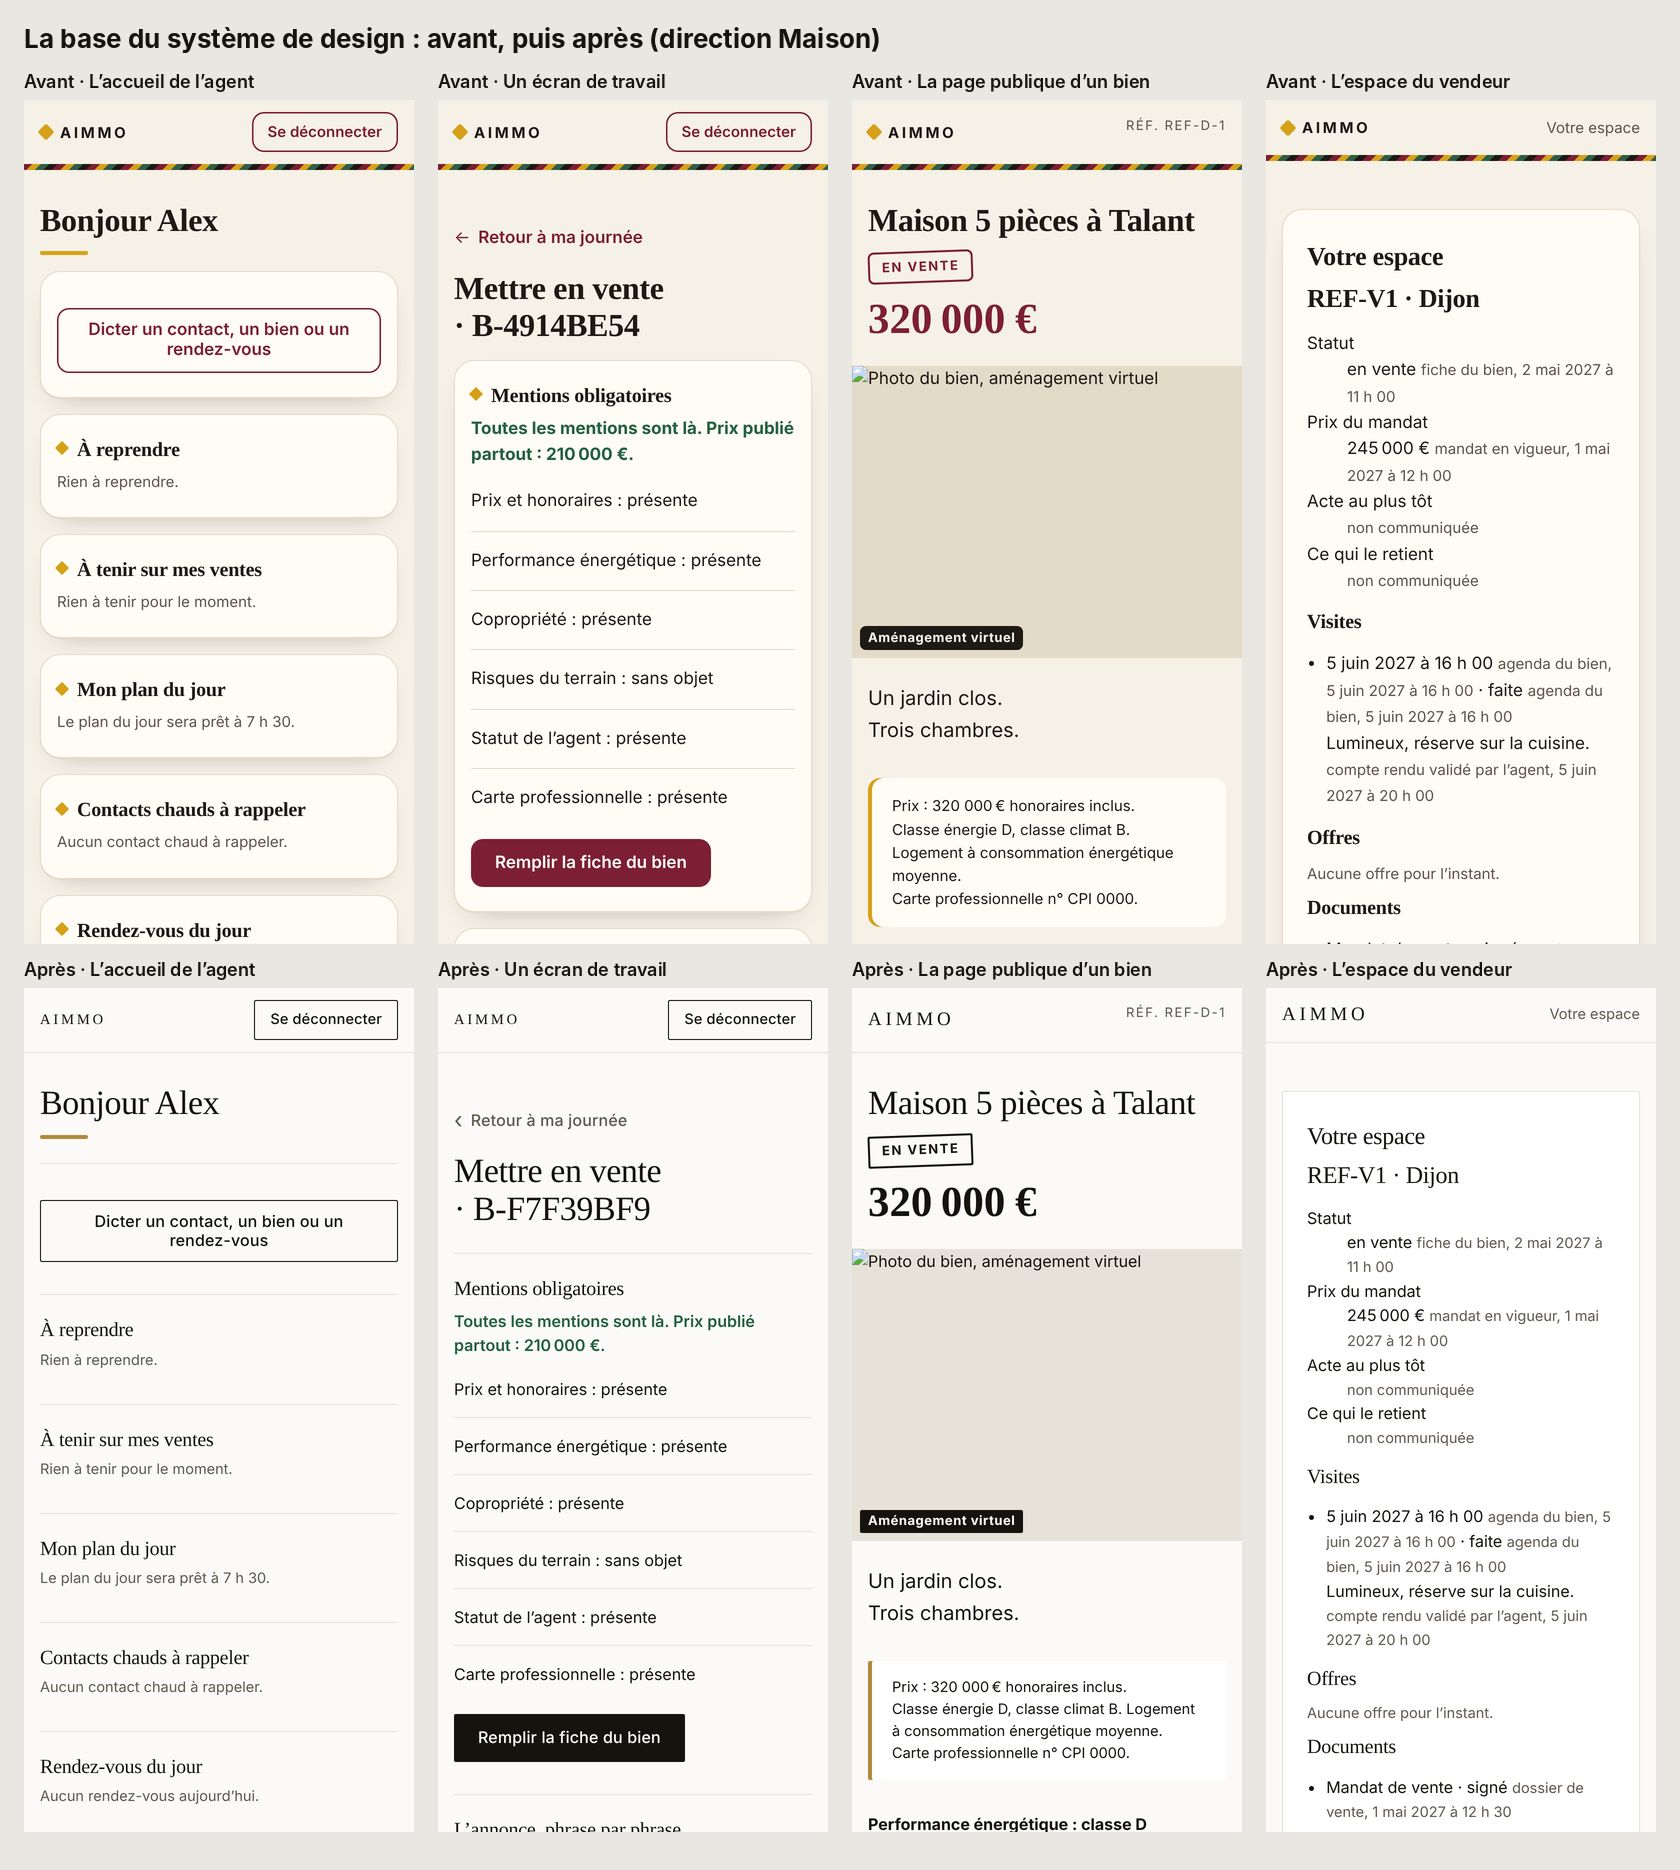 La base du système de design : avant, puis après (direction Maison)
Avant · L’accueil de l’agent
AIMMO
Se déconnecter
Bonjour Alex
Dicter un contact, un bien ou un
rendez-vous
À reprendre
Rien à reprendre.
À tenir sur mes ventes
Rien à tenir pour le moment.
Mon plan du jour
Le plan du jour sera prêt à 7 h 30.
Contacts chauds à rappeler
Aucun contact chaud à rappeler.
Rendez-vous du jour
Avant · Un écran de travail
AIMMO
Se déconnecter
← Retour à ma journée
Mettre en vente
· B-4914BE54
Mentions obligatoires
Toutes les mentions sont là. Prix publié
partout : 210 000 €.
Prix et honoraires : présente
Performance énergétique : présente
Copropriété : présente
Risques du terrain : sans objet
Statut de l’agent : présente
Carte professionnelle : présente
Remplir la fiche du bien
Avant · La page publique d’un bien
AIMMO
RÉF. REF-D-1
Maison 5 pièces à Talant
EN VENTE
320 000 €
Photo du bien, aménagement virtuel
Aménagement virtuel
Un jardin clos.
Trois chambres.
Prix : 320 000 € honoraires inclus.
Classe énergie D, classe climat B.
Logement à consommation énergétique
moyenne.
Carte professionnelle n° CPI 0000.
Avant · L’espace du vendeur
AIMMO
Votre espace
Votre espace
REF-V1 · Dijon
Statut
en vente fiche du bien, 2 mai 2027 à
11 h 00
Prix du mandat
245 000 € mandat en vigueur, 1 mai
2027 à 12 h 00
Acte au plus tôt
non communiquée
Ce qui le retient
non communiquée
Visites
• 5 juin 2027 à 16 h 00 agenda du bien,
5 juin 2027 à 16 h 00 · faite agenda du
bien, 5 juin 2027 à 16 h 00
Lumineux, réserve sur la cuisine.
compte rendu validé par l’agent, 5 juin
2027 à 20 h 00
Offres
Aucune offre pour l’instant.
Documents
Après · L’accueil de l’agent
AIMMO
Se déconnecter
Bonjour Alex
Dicter un contact, un bien ou un
rendez-vous
À reprendre
Rien à reprendre.
À tenir sur mes ventes
Rien à tenir pour le moment.
Mon plan du jour
Le plan du jour sera prêt à 7 h 30.
Contacts chauds à rappeler
Aucun contact chaud à rappeler.
Rendez-vous du jour
Aucun rendez-vous aujourd’hui.
Après · Un écran de travail
AIMMO
Se déconnecter
‹ Retour à ma journée
Mettre en vente
· B-F7F39BF9
Mentions obligatoires
Toutes les mentions sont là. Prix publié
partout : 210 000 €.
Prix et honoraires : présente
Performance énergétique : présente
Copropriété : présente
Risques du terrain : sans objet
Statut de l’agent : présente
Carte professionnelle : présente
Remplir la fiche du bien
L’annonce, phrase par phrase
Après · La page publique d’un bien
AIMMO
RÉF. REF-D-1
Maison 5 pièces à Talant
EN VENTE
320 000 €
Photo du bien, aménagement virtuel
Aménagement virtuel
Un jardin clos.
Trois chambres.
Prix : 320 000 € honoraires inclus.
Classe énergie D, classe climat B. Logement
à consommation énergétique moyenne.
Carte professionnelle n° CPI 0000.
Performance énergétique : classe D
Après · L’espace du vendeur
AIMMO
Votre espace
Votre espace
REF-V1 · Dijon
Statut
en vente fiche du bien, 2 mai 2027 à
11 h 00
Prix du mandat
245 000 € mandat en vigueur, 1 mai
2027 à 12 h 00
Acte au plus tôt
non communiquée
Ce qui le retient
non communiquée
Visites
• 5 juin 2027 à 16 h 00 agenda du bien, 5
juin 2027 à 16 h 00 · faite agenda du
bien, 5 juin 2027 à 16 h 00
Lumineux, réserve sur la cuisine.
compte rendu validé par l’agent, 5 juin
2027 à 20 h 00
Offres
Aucune offre pour l’instant.
Documents
• Mandat de vente · signé dossier de
vente, 1 mai 2027 à 12 h 30